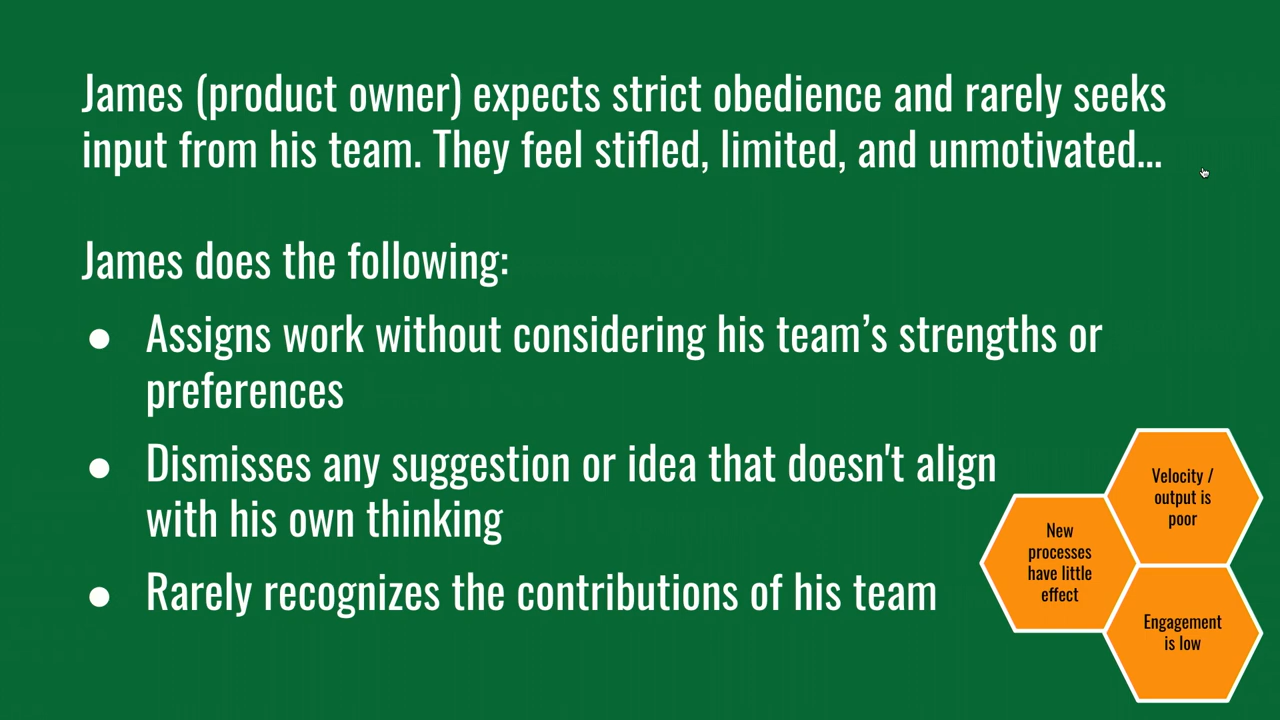 James (product owner) expects strict obedience and rarely seeks
input from his team. They feel stifled, limited, and unmotivated...
James does the following:
● Assigns work without considering his team’s strengths or
preferences
● Dismisses any suggestion or idea that doesn't align
with his own thinking
● Rarely recognizes the contributions of his team
New
processes
have little
effect
Velocity /
output is
poor
Engagement
is low